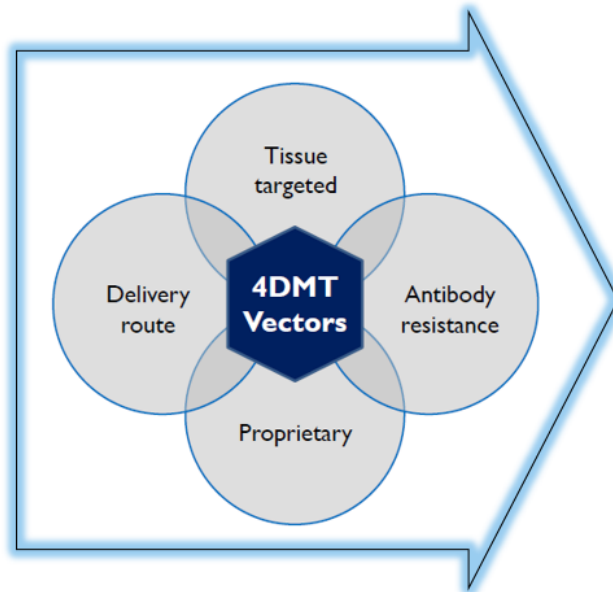 Tissue
targeted
Delivery
route
4DMT
Vectors
Antibody
resistance
Proprietary